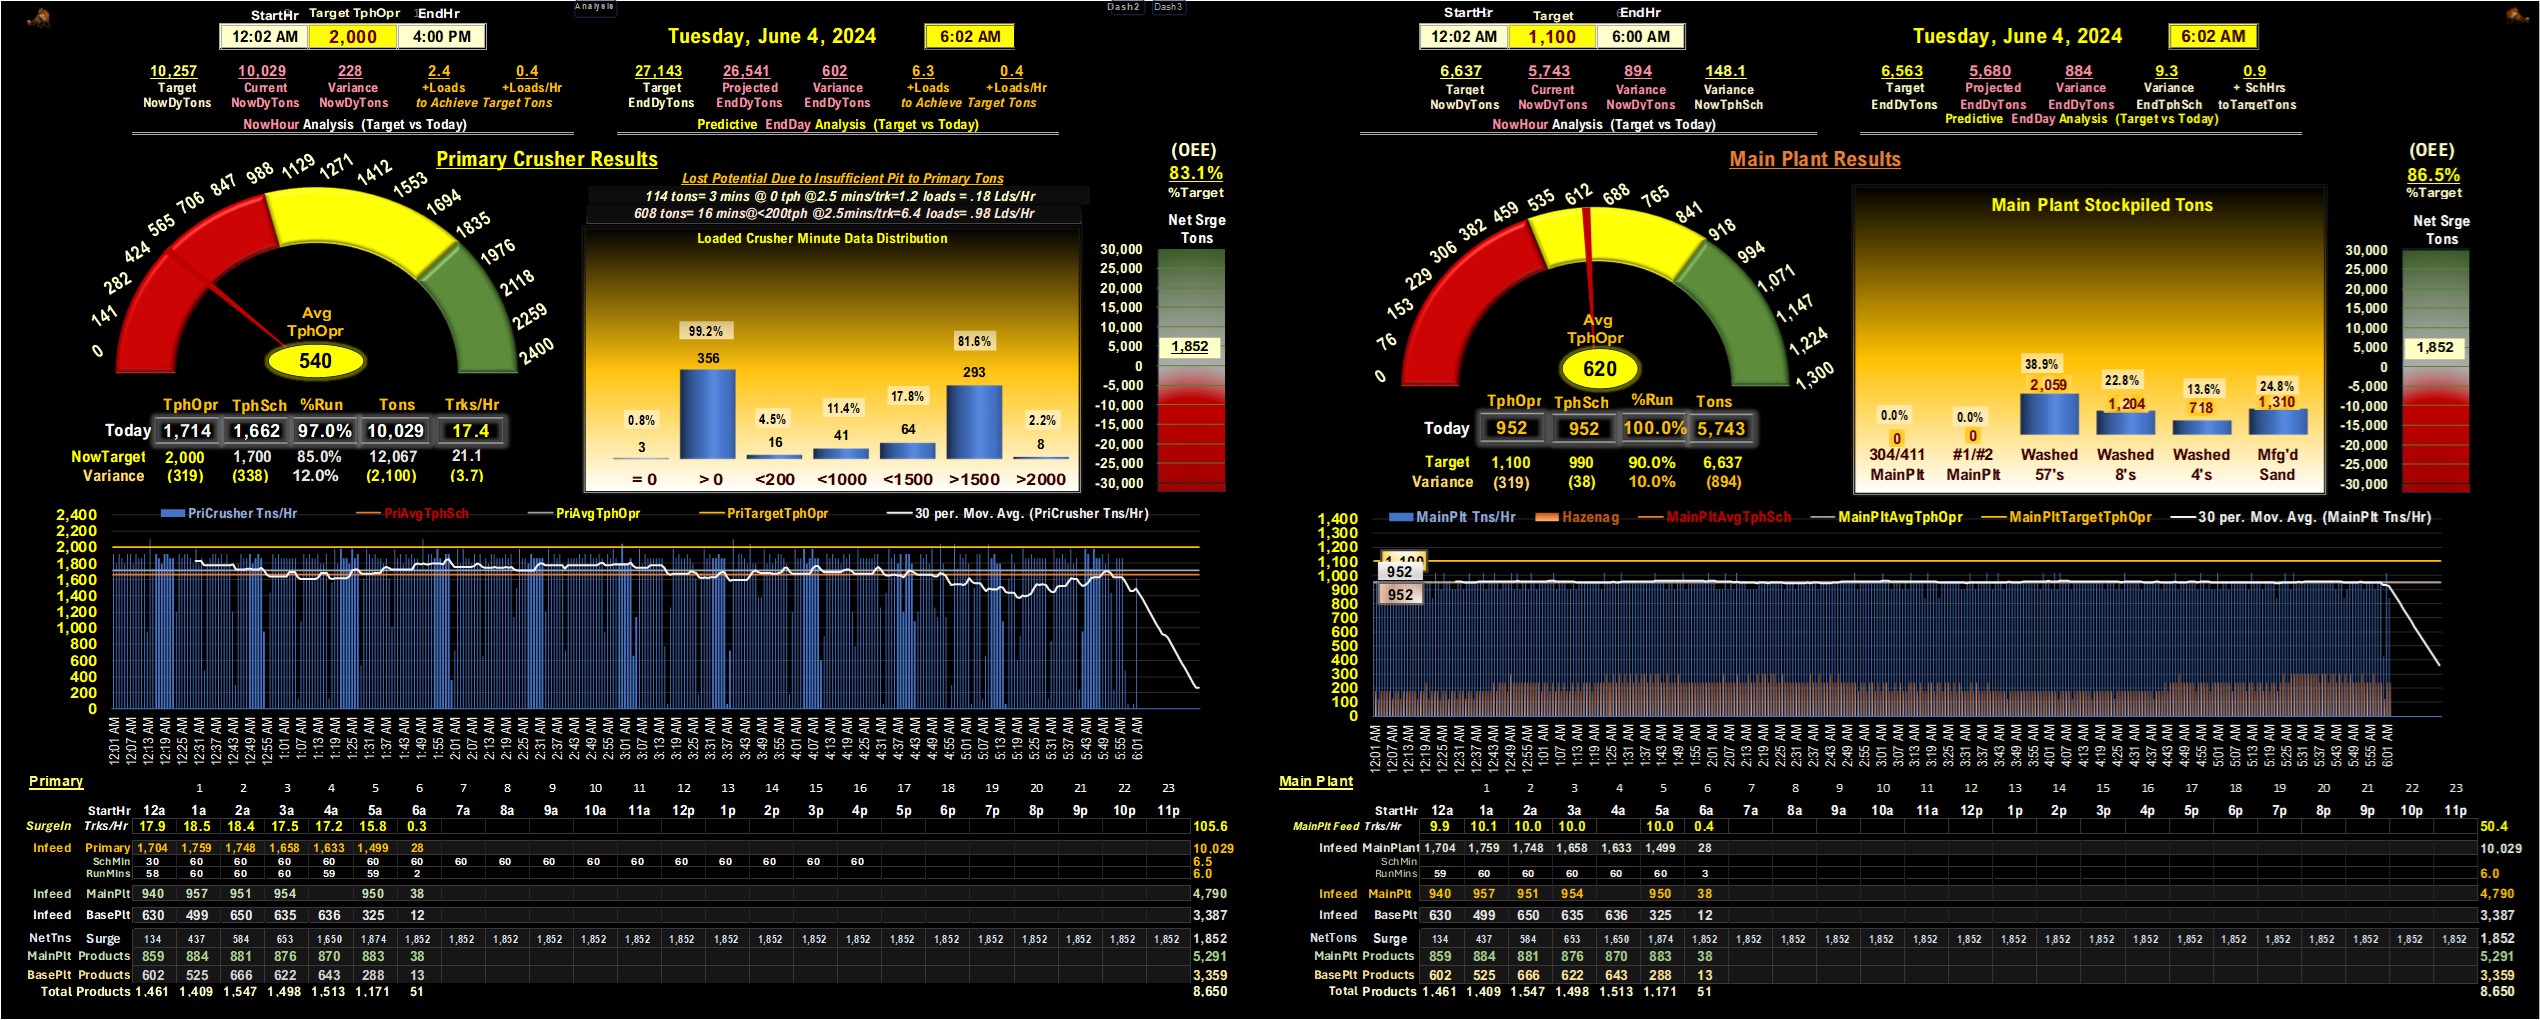 Analysis
Dash2 Dash3
StartHr Target TphOpr EndHr
12:02 AM 2,000 4:00 PM
Tuesday, June 4, 2024 6:02 AM
10,257 10,029 228 2.4 0.4
Target Current Variance +Loads +Loads/Hr
NowDyTons NowDyTons NowDyTons to Achieve Target Tons
NowHour Analysis (Target vs Today)
27,143 26,541 602 6.3 0.4
Target Projected Variance +Loads +Loads/Hr
EndDyTons EndDyTons EndDyTons to Achieve Target Tons
Predictive EndDay Analysis (Target vs Today)
Primary Crusher Results
0 141 282 424 565 706 847 988 1129 1271 1412 1553 1694 1835 1976 2118 2259 2400
Avg
TphOpr
540
TphOpr TphSch %Run Tons Trks/Hr
Today 1,714 1,662 97.0% 10,029 17.4
NowTarget 2,000 1,700 85.0% 12,067 21.1
Variance (319) (338) 12.0% (2,100) (3.7)
Lost Potential Due to Insufficient Pit to Primary Tons
114 tons= 3 mins @ 0 tph @2.5 mins/trk=1.2 loads = .18 Lds/Hr
608 tons= 16 mins@<200tph @2.5mins/trk=6.4 loads= .98 Lds/Hr
Loaded Crusher Minute Data Distribution
0.8% 99.2% 4.5% 11.4% 17.8% 81.6% 2.2%
3 356 16 41 64 293 8
= 0 > 0 <200 <1000 <1500 >1500 >2000
(OEE)
83.1%
%Target
Net Srge
Tons
30,000
25,000
20,000
15,000
10,000
5,000
0
-5,000
-10,000
-15,000
-20,000
-25,000
-30,000
1,852
PriCrusher Tns/Hr PriAvgTphSch PriAvgTphOpr PriTargetTphOpr 30 per. Mov. Avg. (PriCrusher Tns/Hr)
2,400
2,200
2,000
1,800
1,600
1,400
1,200
1,000
800
600
400
200
0
12:01 AM 12:07 AM 12:13 AM 12:19 AM 12:25 AM 12:31 AM 12:37 AM 12:43 AM 12:49 AM 12:55 AM 1:01 AM 1:07 AM 1:13 AM 1:19 AM 1:25 AM 1:31 AM 1:37 AM 1:43 AM 1:49 AM 1:55 AM 2:01 AM 2:07 AM 2:13 AM 2:19 AM 2:25 AM 2:31 AM 2:37 AM 2:43 AM 2:49 AM 2:55 AM 3:01 AM 3:07 AM 3:13 AM 3:19 AM 3:25 AM 3:31 AM 3:37 AM 3:43 AM 3:49 AM 3:55 AM 4:01 AM 4:07 AM 4:13 AM 4:19 AM 4:25 AM 4:31 AM 4:37 AM 4:43 AM 4:49 AM 4:55 AM 5:01 AM 5:07 AM 5:13 AM 5:19 AM 5:25 AM 5:31 AM 5:37 AM 5:43 AM 5:49 AM 5:55 AM 6:01 AM
Primary
1 2 3 4 5 6 7 8 9 10 11 12 13 14 15 16 17 18 19 20 21 22 23
StartHr 12a 1a 2a 3a 4a 5a 6a 7a 8a 9a 10a 11a 12p 1p 2p 3p 4p 5p 6p 7p 8p 9p 10p 11p
SurgeIn Trks/Hr 17.9 18.5 18.4 17.5 17.2 15.8 0.3 105.6
Infeed Primary 1,704 1,759 1,748 1,658 1,633 1,499 28 10,029
SchMin 30 60 60 60 60 60 60 60 60 60 60 60 60 60 60 60 60 6.5
RunMins 58 60 60 60 59 59 2 6.0
Infeed MainPlt 940 957 951 954 950 38 4,790
Infeed BasePlt 630 499 650 635 636 325 12 3,387
NetTns Surge 134 437 584 653 1,650 1,874 1,852 1,852 1,852 1,852 1,852 1,852 1,852 1,852 1,852 1,852 1,852 1,852 1,852 1,852 1,852 1,852 1,852 1,852 1,852
MainPlt Products 859 884 881 876 870 883 38 5,291
BasePlt Products 602 525 666 622 643 288 13 3,359
Total Products 1,461 1,409 1,547 1,498 1,513 1,171 51 8,650
StartHr Target EndHr
12:02 AM 1,100 6:00 AM
Tuesday, June 4, 2024 6:02 AM
6,637 5,743 894 148.1
Target Current Variance Variance
NowDyTons NowDyTons NowDyTons NowTphSch
NowHour Analysis (Target vs Today)
6,563 5,680 884 9.3 0.9
Target Projected Variance Variance + SchHrs
EndDyTons EndDyTons EndDyTons EndTphSch toTargetTons
Predictive EndDay Analysis (Target vs Today)
Main Plant Results
0 76 153 229 306 382 459 535 612 688 765 841 918 994 1,071 1,147 1,224 1,300
Avg
TphOpr
620
TphOpr TphSch %Run Tons
Today 952 952 100.0% 5,743
Target 1,100 990 90.0% 6,637
Variance (319) (38) 10.0% (894)
Main Plant Stockpiled Tons
0.0% 0.0% 38.9% 22.8% 13.6% 24.8%
0 0 2,059 1,204 718 1,310
304/411 #1/#2 Washed Washed Washed Mfg'd
MainPlt MainPlt 57's 8's 4's Sand
(OEE)
86.5%
%Target
Net Srge
Tons
30,000
25,000
20,000
15,000
10,000
5,000
0
-5,000
-10,000
-15,000
-20,000
-25,000
-30,000
1,852
MainPlt Tns/Hr Hazenag MainPltAvgTphSch MainPltAvgTphOpr MainPltTargetTphOpr 30 per. Mov. Avg. (MainPlt Tns/Hr)
1,400
1,300
1,200
1,100
1,000
900
800
700
600
500
400
300
200
100
0
1,100
952
952
12:01 AM 12:07 AM 12:13 AM 12:19 AM 12:25 AM 12:31 AM 12:37 AM 12:43 AM 12:49 AM 12:55 AM 1:01 AM 1:07 AM 1:13 AM 1:19 AM 1:25 AM 1:31 AM 1:37 AM 1:43 AM 1:49 AM 1:55 AM 2:01 AM 2:07 AM 2:13 AM 2:19 AM 2:25 AM 2:31 AM 2:37 AM 2:43 AM 2:49 AM 2:55 AM 3:01 AM 3:07 AM 3:13 AM 3:19 AM 3:25 AM 3:31 AM 3:37 AM 3:43 AM 3:49 AM 3:55 AM 4:01 AM 4:07 AM 4:13 AM 4:19 AM 4:25 AM 4:31 AM 4:37 AM 4:43 AM 4:49 AM 4:55 AM 5:01 AM 5:07 AM 5:13 AM 5:19 AM 5:25 AM 5:31 AM 5:37 AM 5:43 AM 5:49 AM 5:55 AM 6:01 AM
Main Plant
1 2 3 4 5 6 7 8 9 10 11 12 13 14 15 16 17 18 19 20 21 22 23
StartHr 12a 1a 2a 3a 4a 5a 6a 7a 8a 9a 10a 11a 12p 1p 2p 3p 4p 5p 6p 7p 8p 9p 10p 11p
MainPlt Feed Trks/Hr 9.9 10.1 10.0 10.0 10.0 0.4 50.4
Infeed MainPlant 1,704 1,759 1,748 1,658 1,633 1,499 28 10,029
SchMin
RunMins 59 60 60 60 60 60 3 6.0
Infeed MainPlt 940 957 951 954 950 38 4,790
Infeed BasePlt 630 499 650 635 636 325 12 3,387
NetTons Surge 134 437 584 653 1,650 1,874 1,852 1,852 1,852 1,852 1,852 1,852 1,852 1,852 1,852 1,852 1,852 1,852 1,852 1,852 1,852 1,852 1,852 1,852 1,852
MainPlt Products 859 884 881 876 870 883 38 5,291
BasePlt Products 602 525 666 622 643 288 13 3,359
Total Products 1,461 1,409 1,547 1,498 1,513 1,171 51 8,650